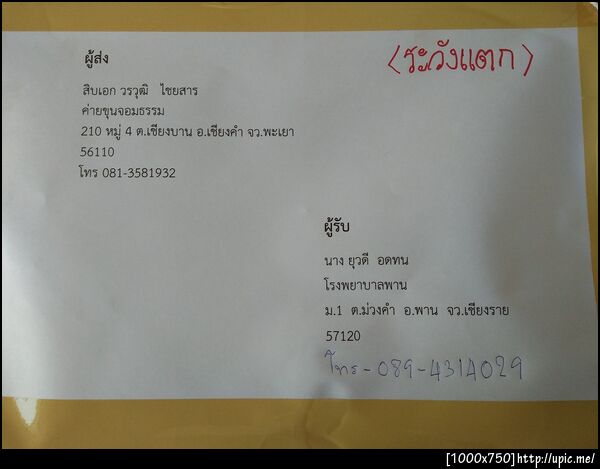 ผู้ส่ง
(ระวังแตก)
สิบเอก วรวุฒิ ไชยสาร
ค่ายขุนจอมธรรม
210 หมู่ 4 ต.เชียงบาน อ.เชียงคำ จว.พะเยา
56110
โทร 081-3581932
ผู้รับ
นาง ยุวดี อดทน
โรงพยาบาลพาน
ม.1 ต.ม่วงคำ อ.พาน จว.เชียงราย
57120
โทร - 089-4314029
[1000x750]http://upic.me/